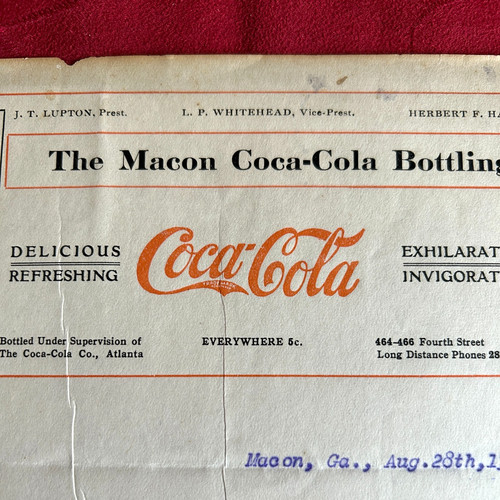 J. T. LUPTON, Prest. L. P. WHITEHEAD, Vice-Prest. HERBERT F. HA
The Macon Coca-Cola Bottling
DELICIOUS
REFRESHING
Coca-Cola
TRADE MARK
EXHILARAT
INVIGORAT
Bottled Under Supervision of
The Coca-Cola Co., Atlanta
EVERYWHERE 5c.
464-466 Fourth Street
Long Distance Phones 28
Macon, Ga., Aug.28th,1